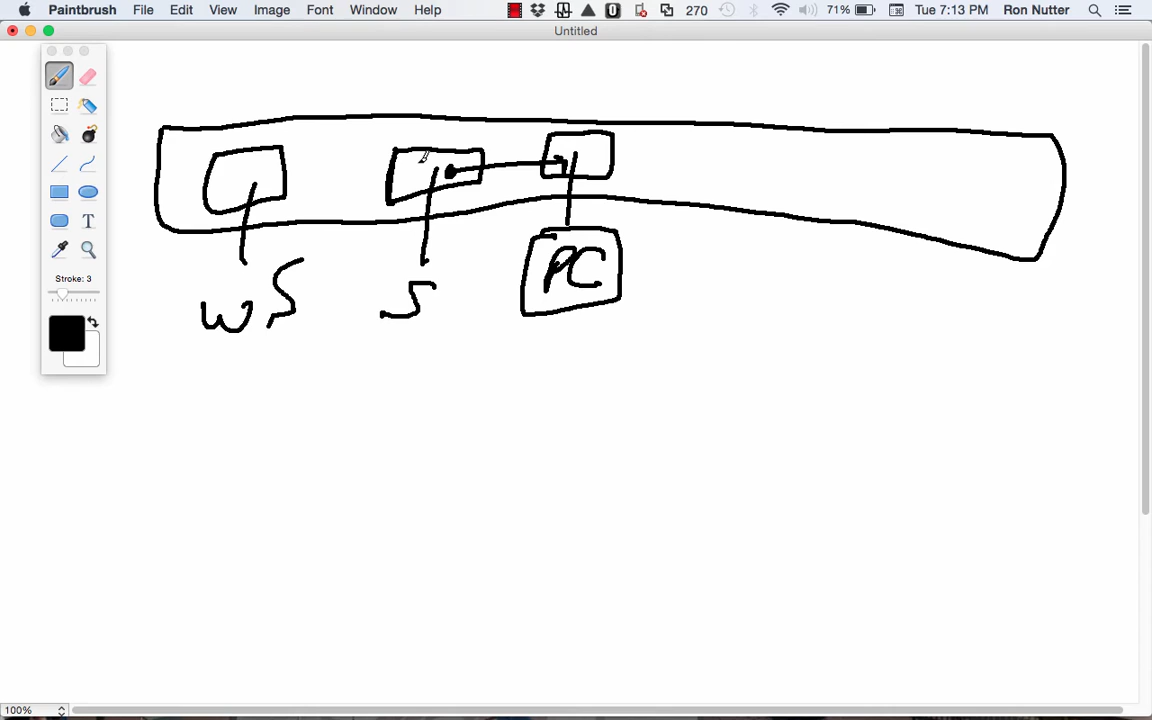 Paintbrush File Edit View Image Font Window Help 270 71% Tue 7:13 PM Ron Nutter
Untitled
Stroke: 3
PC
W S
S
100%